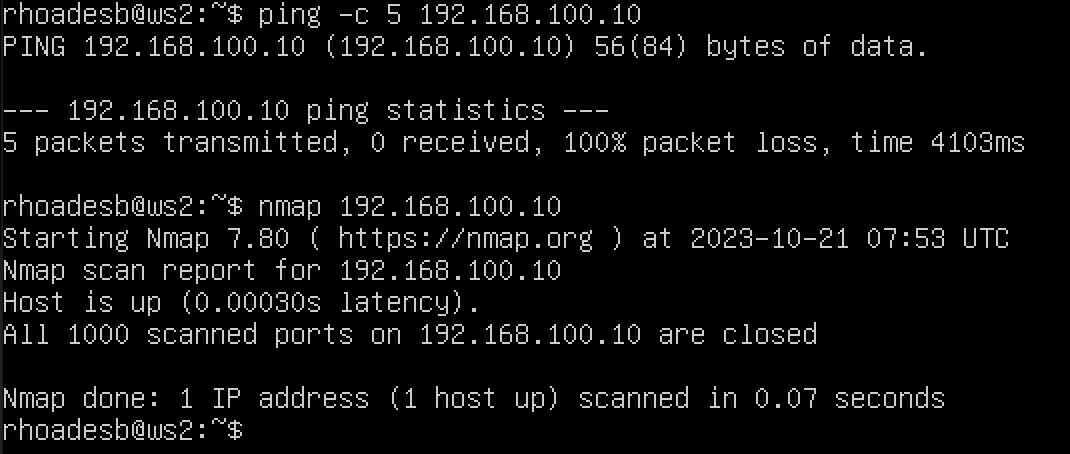 rhoadesb@ws2:~$ ping -c 5 192.168.100.10
PING 192.168.100.10 (192.168.100.10) 56(84) bytes of data.
--- 192.168.100.10 ping statistics ---
5 packets transmitted, 0 received, 100% packet loss, time 4103ms
rhoadesb@ws2:~$ nmap 192.168.100.10
Starting Nmap 7.80 ( https://nmap.org ) at 2023-10-21 07:53 UTC
Nmap scan report for 192.168.100.10
Host is up (0.00030s latency).
All 1000 scanned ports on 192.168.100.10 are closed
Nmap done: 1 IP address (1 host up) scanned in 0.07 seconds
rhoadesb@ws2:~$